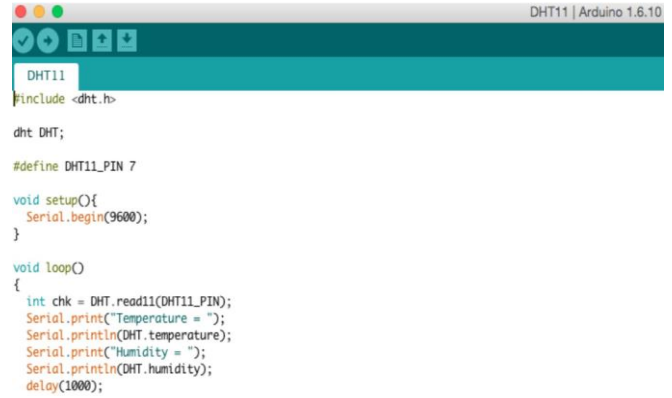 DHT11 | Arduino 1.6.10
DHT11
#include <dht.h>
dht DHT;
#define DHT11_PIN 7
void setup(){
  Serial.begin(9600);
}
void loop()
{
  int chk = DHT.read11(DHT11_PIN);
  Serial.print("Temperature = ");
  Serial.println(DHT.temperature);
  Serial.print("Humidity = ");
  Serial.println(DHT.humidity);
  delay(1000);